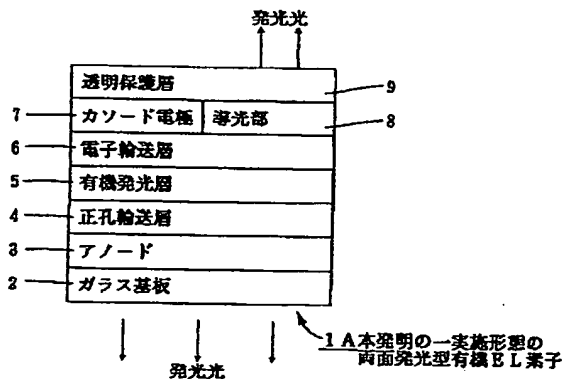 発光光
透明保護層
9
7
カソード電極
導光部
8
6
電子輸送層
5
有機発光層
4
正孔輸送層
3
アノード
2
ガラス基板
1A本発明の一実施形態の
両面発光型有機EL素子
発光光